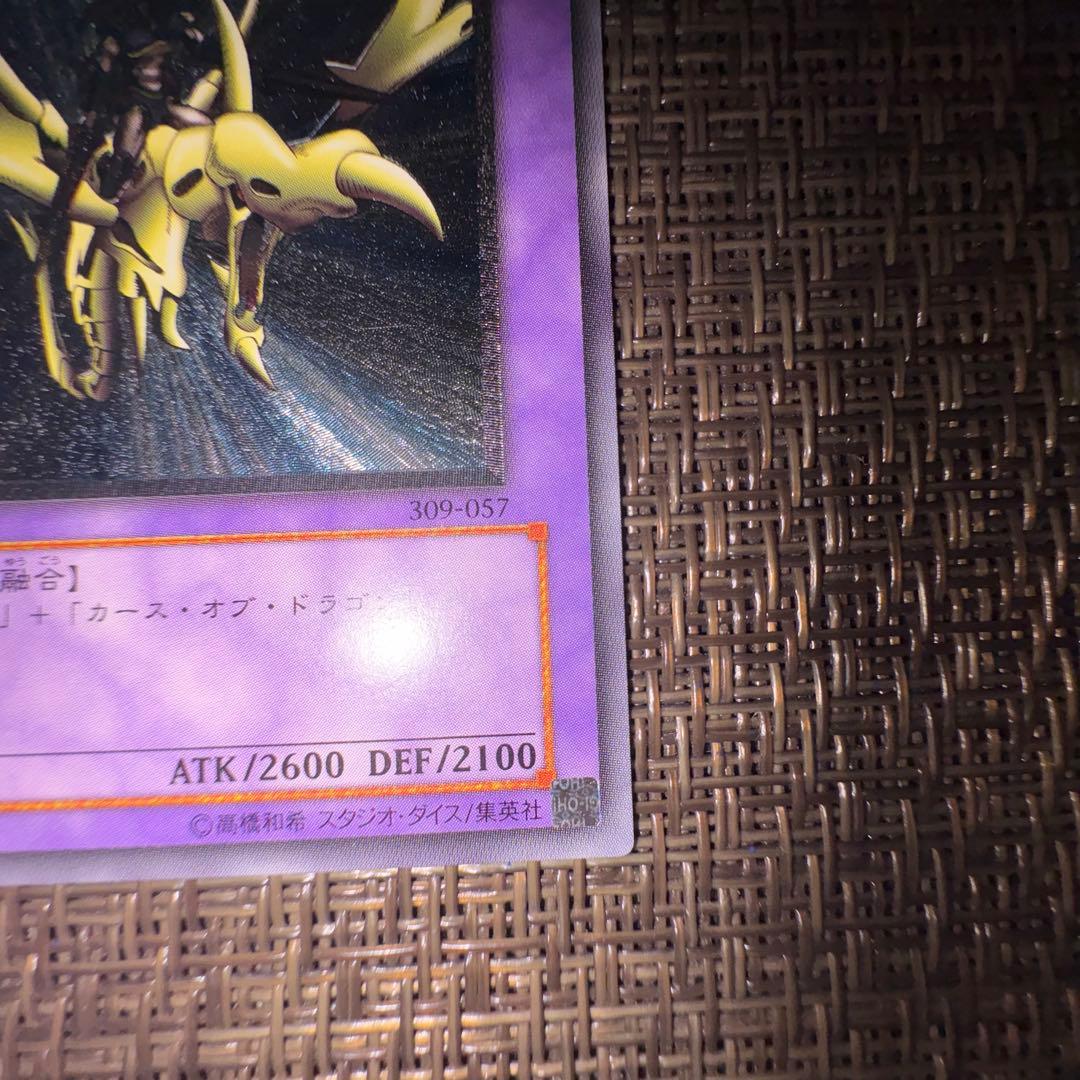 309-057
融合】
」+「カース・オブ・ドラゴ
ATK/2600 DEF/2100
©高橋和希 スタジオ・ダイス/集英社